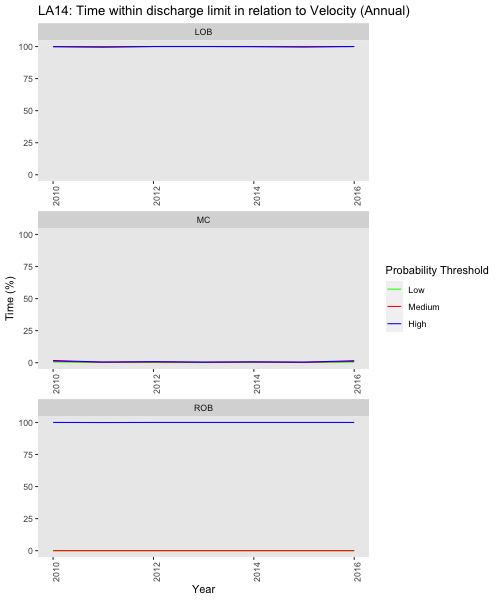 LA14: Time within discharge limit in relation to Velocity (Annual)
LOB
100
75
50
25
0
2010
2012
2014
2016
MC
100
75
50
25
0
2010
2012
2014
2016
ROB
100
75
50
25
0
2010
2012
2014
2016
Time (%)
Year
Probability Threshold
Low
Medium
High